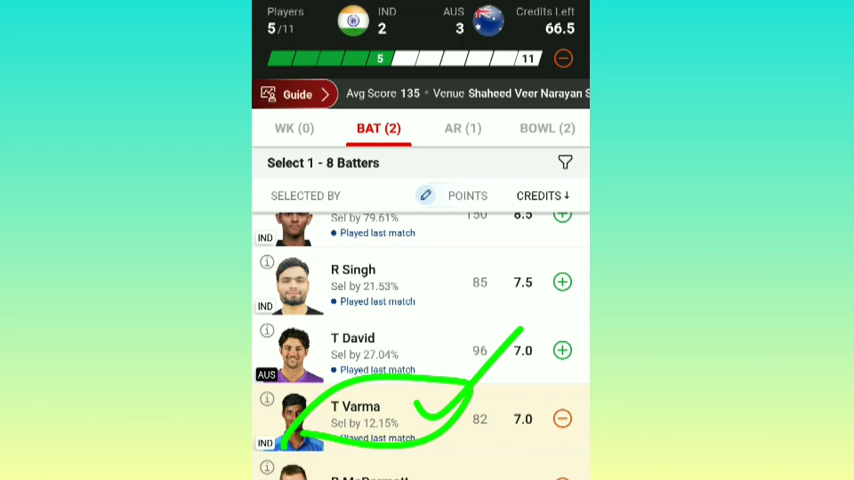 Players IND AUS Credits Left
5/11 2 3 66.5
5 11
Guide Avg Score 135 • Venue Shaheed Veer Narayan S
WK (0) BAT (2) AR (1) BOWL (2)
Select 1 - 8 Batters
SELECTED BY POINTS CREDITS↓
Sel by 79.61% 150 8.5
IND • Played last match
R Singh
Sel by 21.53% 85 7.5
IND • Played last match
T David
Sel by 27.04% 96 7.0
AUS • Played last match
T Varma
Sel by 12.15% 82 7.0
IND Played last match